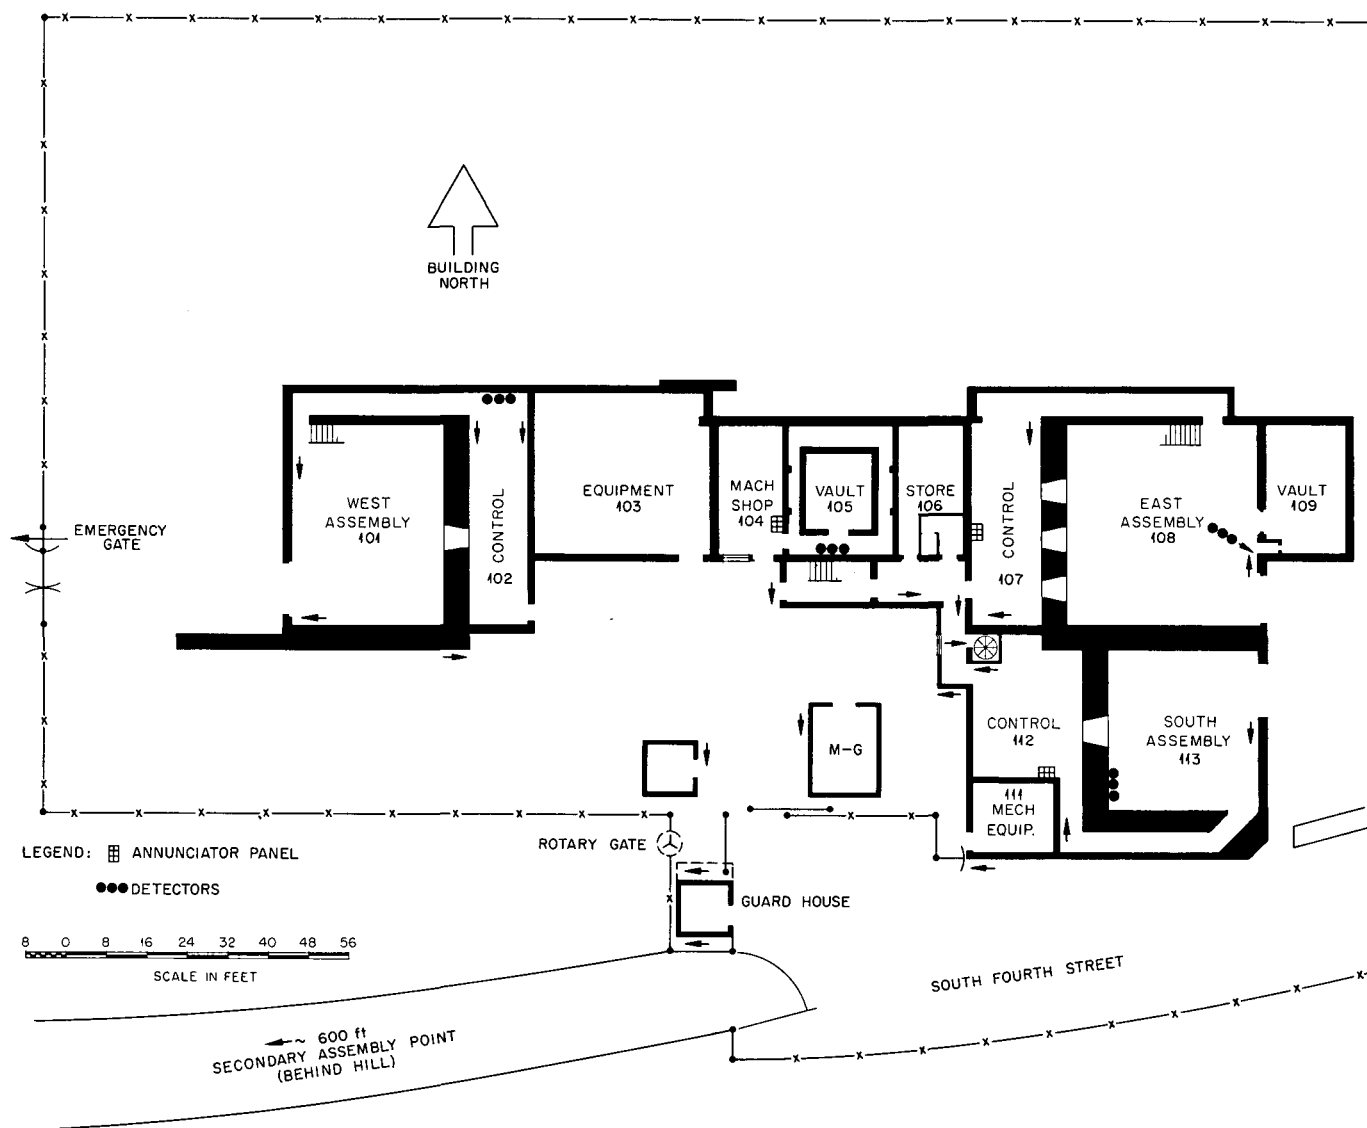 BUILDING
NORTH
EMERGENCY
GATE
WEST
ASSEMBLY
101
CONTROL
102
EQUIPMENT
103
MACH
SHOP
104
VAULT
105
STORE
106
CONTROL
107
EAST
ASSEMBLY
108
VAULT
109
CONTROL
112
SOUTH
ASSEMBLY
113
111
MECH
EQUIP.
M-G
ROTARY GATE
GUARD HOUSE
LEGEND: ANNUNCIATOR PANEL
DETECTORS
8 0 8 16 24 32 40 48 56
SCALE IN FEET
SOUTH FOURTH STREET
~ 600 ft
SECONDARY ASSEMBLY POINT
(BEHIND HILL)